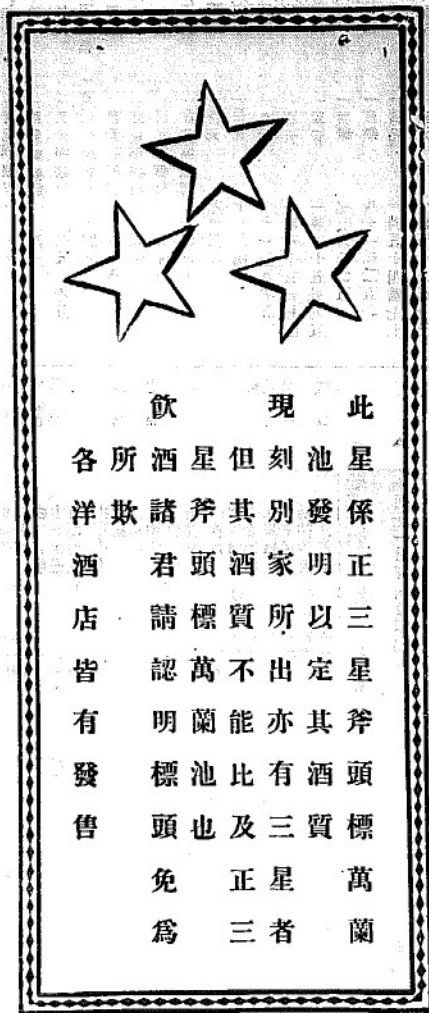 此星係正三星斧頭標萬蘭
池發明以定其酒質
現刻別家所出亦有三星者
但其酒質不能比及正三
星斧頭標萬蘭池也
飲酒諸君請認明標頭免爲
所欺
各洋酒店皆有發售